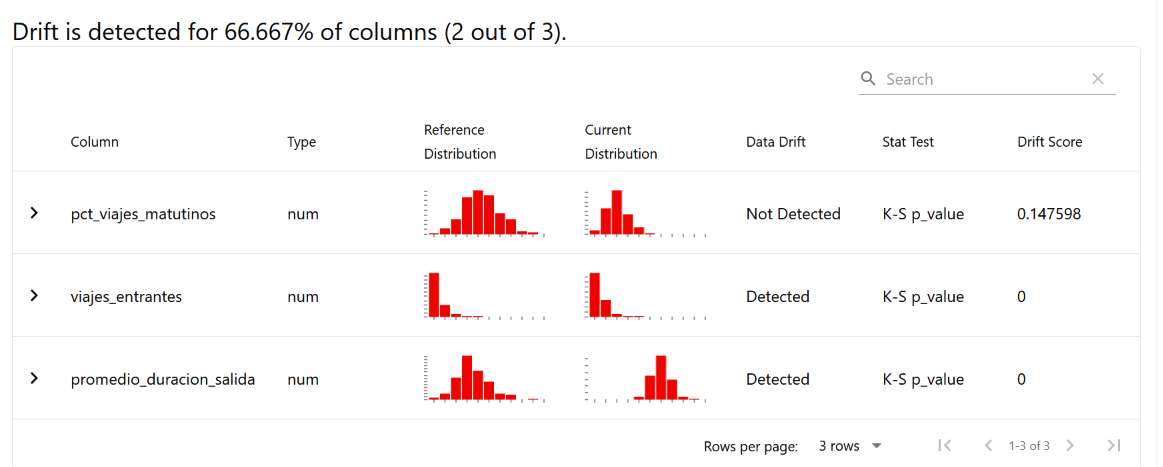 Drift is detected for 66.667% of columns (2 out of 3).
Search
Column Type Reference Distribution Current Distribution Data Drift Stat Test Drift Score
pct_viajes_matutinos num Not Detected K-S p_value 0.147598
viajes_entrantes num Detected K-S p_value 0
promedio_duracion_salida num Detected K-S p_value 0
Rows per page: 3 rows 1-3 of 3